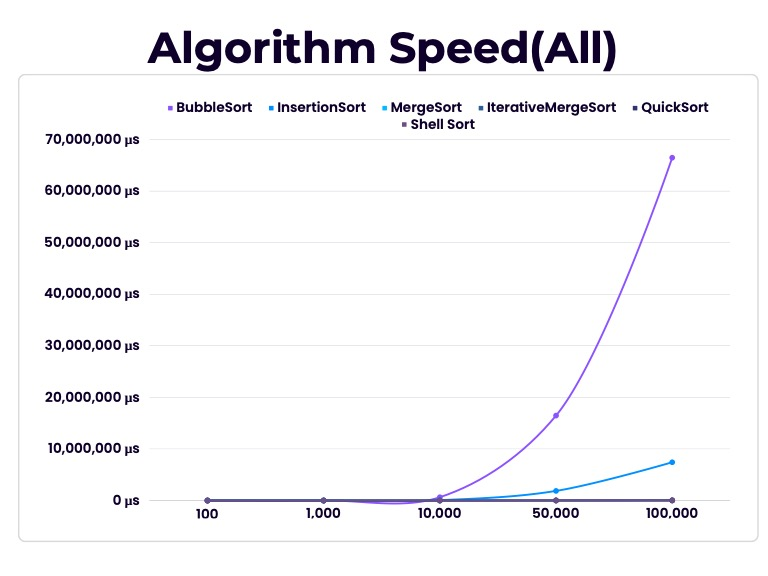 Algorithm Speed(All)
BubbleSort InsertionSort MergeSort IterativeMergeSort QuickSort
Shell Sort
70,000,000 µs
60,000,000 µs
50,000,000 µs
40,000,000 µs
30,000,000 µs
20,000,000 µs
10,000,000 µs
0 µs
100 1,000 10,000 50,000 100,000